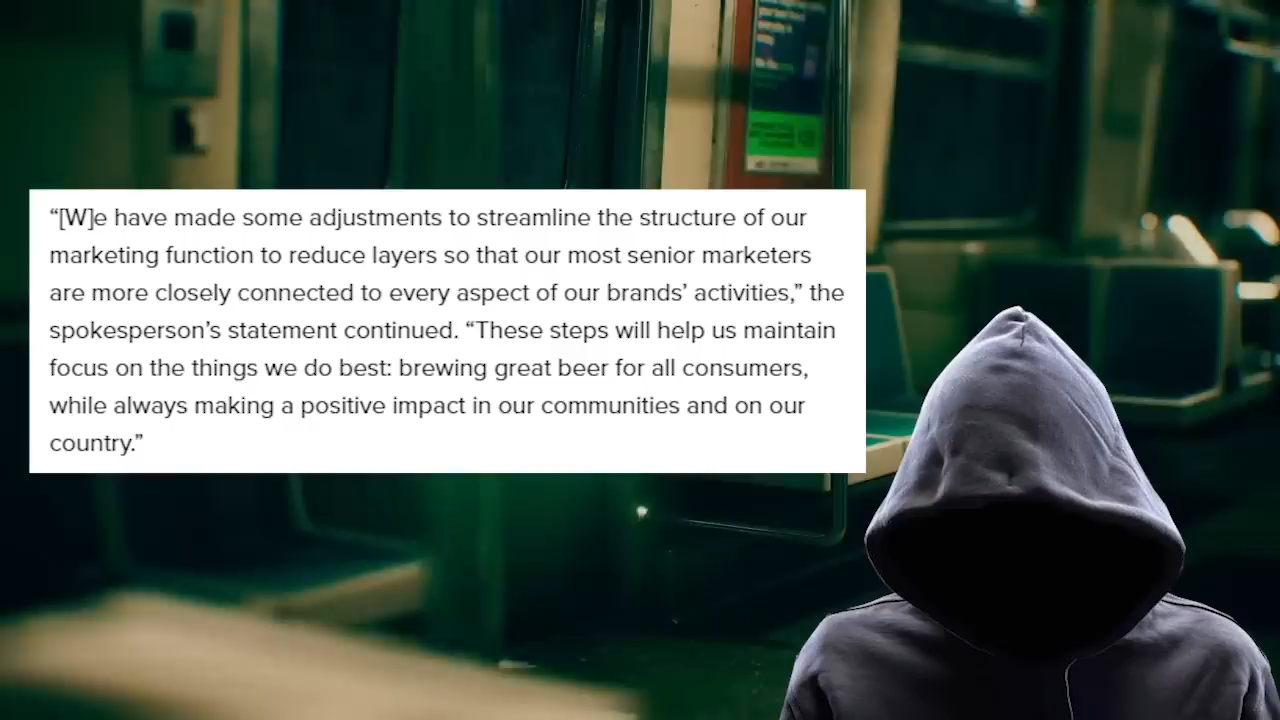 “[W]e have made some adjustments to streamline the structure of our
marketing function to reduce layers so that our most senior marketers
are more closely connected to every aspect of our brands’ activities,” the
spokesperson’s statement continued. “These steps will help us maintain
focus on the things we do best: brewing great beer for all consumers,
while always making a positive impact in our communities and on our
country.”